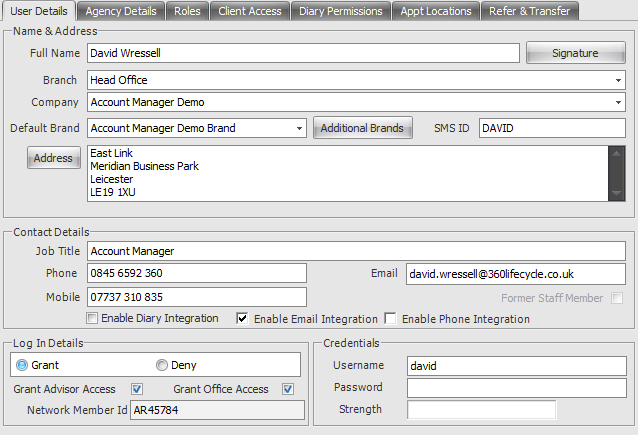 User Details Agency Details Roles Client Access Diary Permissions Appt Locations Refer & Transfer
Name & Address
Full Name David Wressell Signature
Branch Head Office
Company Account Manager Demo
Default Brand Account Manager Demo Brand Additional Brands SMS ID DAVID
Address East Link
Meridian Business Park
Leicester
LE19 1XU
Contact Details
Job Title Account Manager
Phone 0845 6592 360 Email david.wressell@360lifecycle.co.uk
Mobile 07737 310 835 Former Staff Member
Enable Diary Integration Enable Email Integration Enable Phone Integration
Log In Details
Grant Deny
Grant Advisor Access Grant Office Access
Network Member Id AR45784
Credentials
Username david
Password
Strength